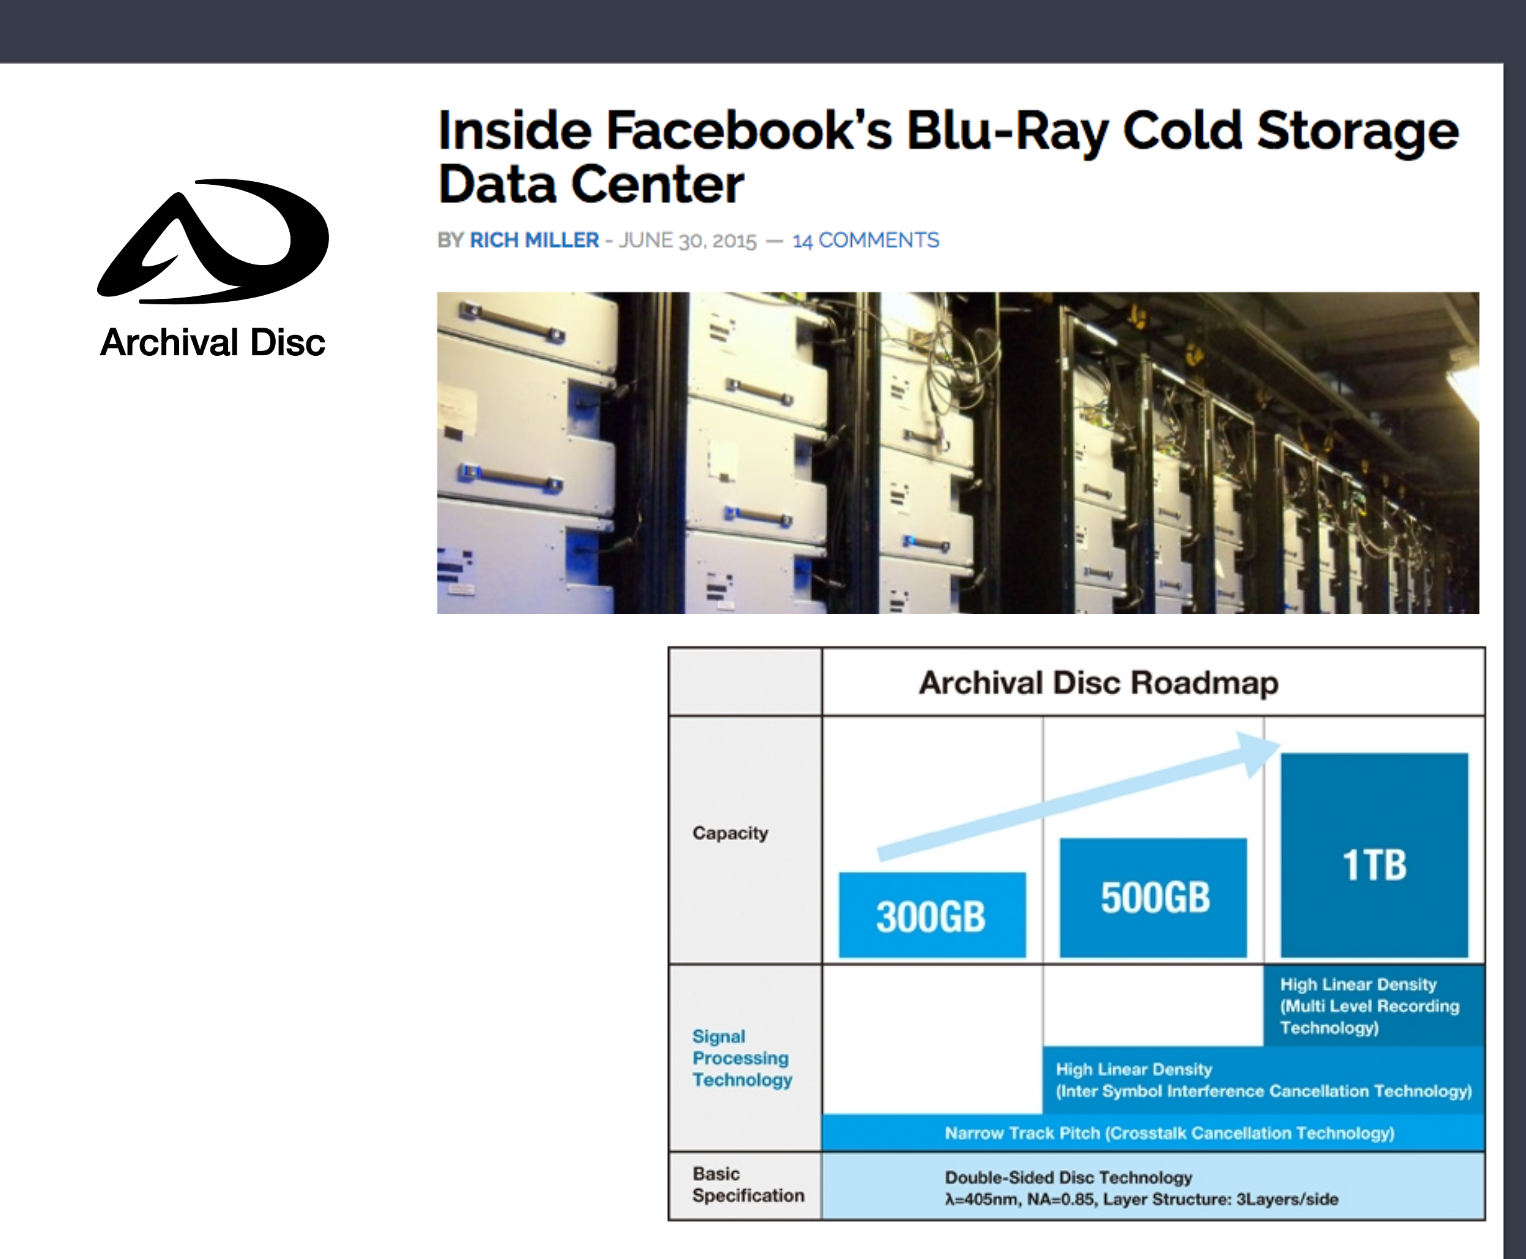 Inside Facebook’s Blu-Ray Cold Storage
Data Center
BY RICH MILLER - JUNE 30, 2015 — 14 COMMENTS
Archival Disc
Archival Disc Roadmap
Capacity
300GB
500GB
1TB
Signal
Processing
Technology
High Linear Density
(Multi Level Recording
Technology)
High Linear Density
(Inter Symbol Interference Cancellation Technology)
Narrow Track Pitch (Crosstalk Cancellation Technology)
Basic
Specification
Double-Sided Disc Technology
λ=405nm, NA=0.85, Layer Structure: 3Layers/side